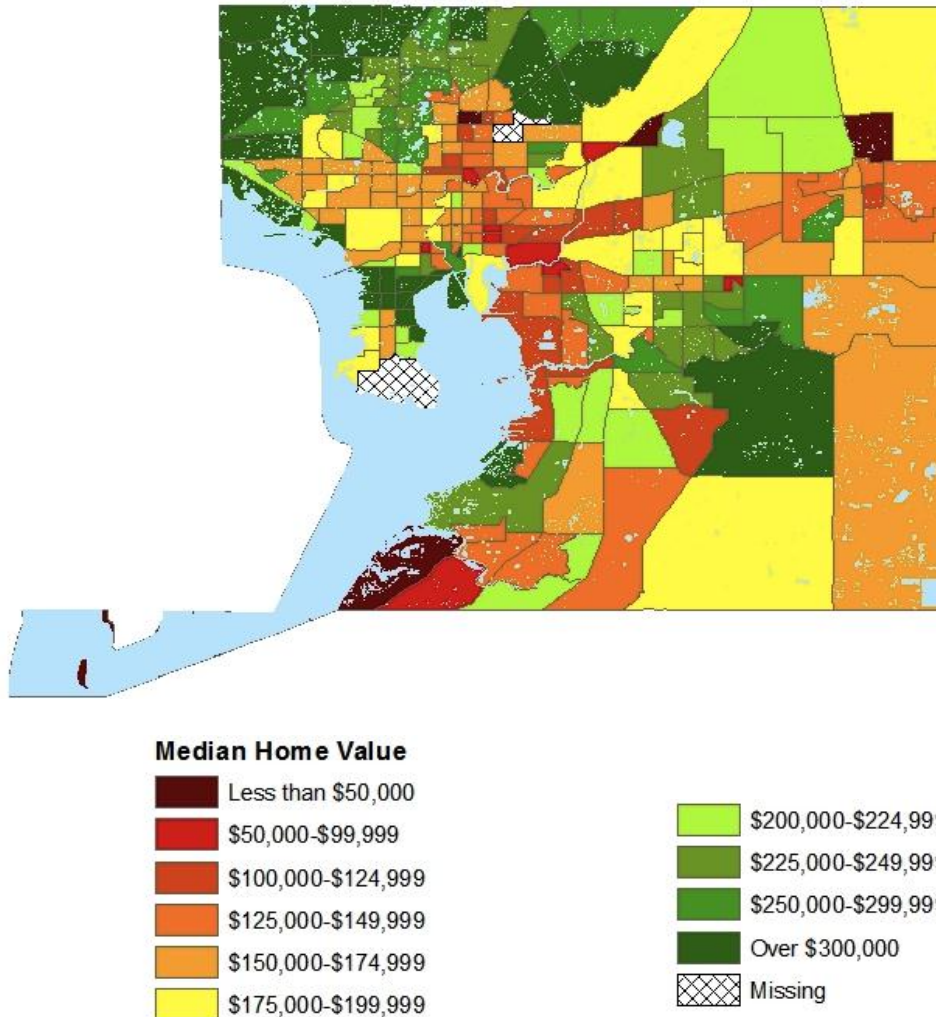 Median Home Value
Less than $50,000
$50,000-$99,999
$100,000-$124,999
$125,000-$149,999
$150,000-$174,999
$175,000-$199,999
$200,000-$224,99
$225,000-$249,99
$250,000-$299,99
Over $300,000
Missing